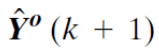 Ŷᵒ (k + 1)